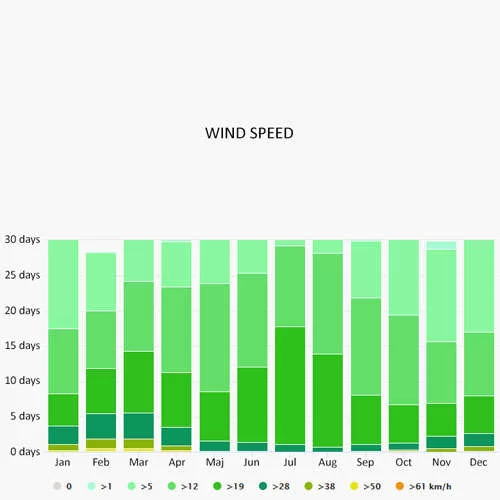 WIND SPEED
30 days
25 days
20 days
15 days
10 days
5 days
0 days
Jan Feb Mar Apr Maj Jun Jul Aug Sep Oct Nov Dec
0 >1 >5 >12 >19 >28 >38 >50 >61 km/h